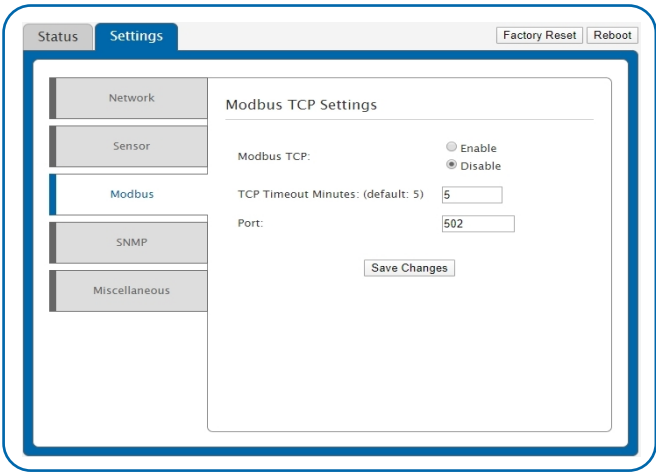 Status Settings Factory Reset Reboot
Network
Sensor
Modbus
SNMP
Miscellaneous
Modbus TCP Settings
Modbus TCP: Enable
Disable
TCP Timeout Minutes: (default: 5) 5
Port: 502
Save Changes